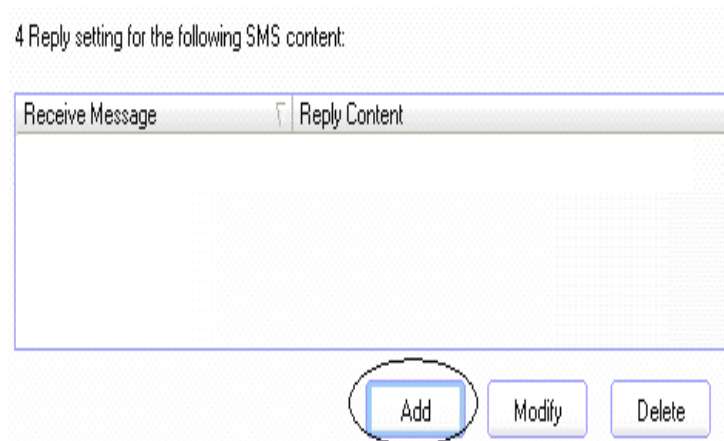 4 Reply setting for the following SMS content:
Receive Message Reply Content
Add Modify Delete